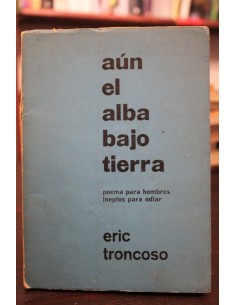 aún
el
alba
bajo
tierra
poema para hombres
ineptos para odiar
eric
troncoso